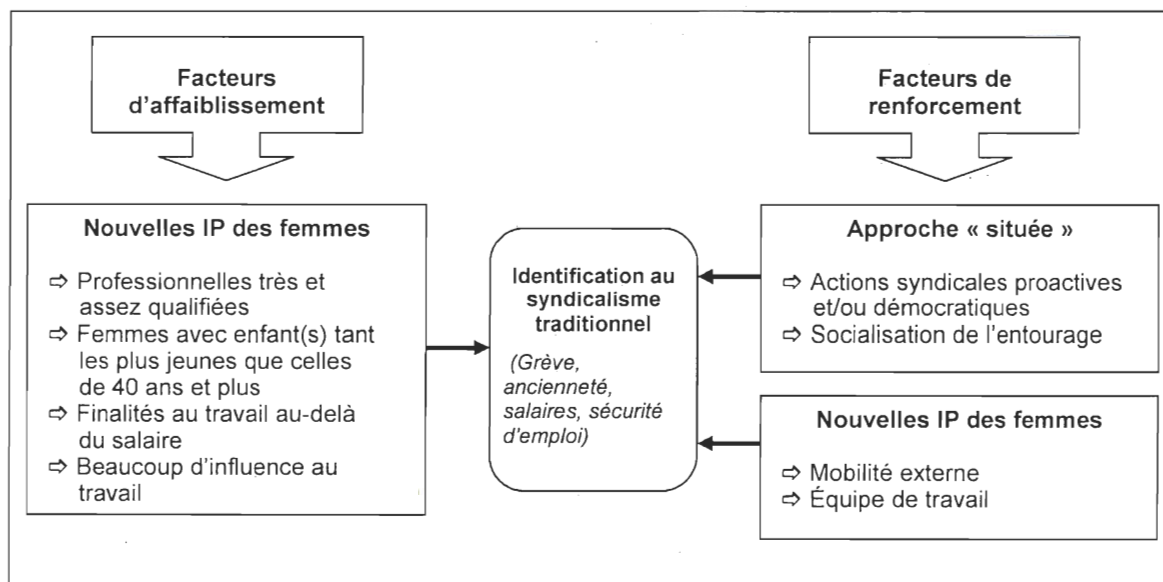 Facteurs
d'affaiblissement
Facteurs de
renforcement
Nouvelles IP des femmes
⇨ Professionnelles très et
assez qualifiées
⇨ Femmes avec enfant(s) tant
les plus jeunes que celles
de 40 ans et plus
⇨ Finalités au travail au-delà
du salaire
⇨ Beaucoup d'influence au
travail
Identification au
syndicalisme
traditionnel
(Grève,
ancienneté,
salaires, sécurité
d'emploi)
Approche « située »
⇨ Actions syndicales proactives
et/ou démocratiques
⇨ Socialisation de l'entourage
Nouvelles IP des femmes
⇨ Mobilité externe
⇨ Équipe de travail